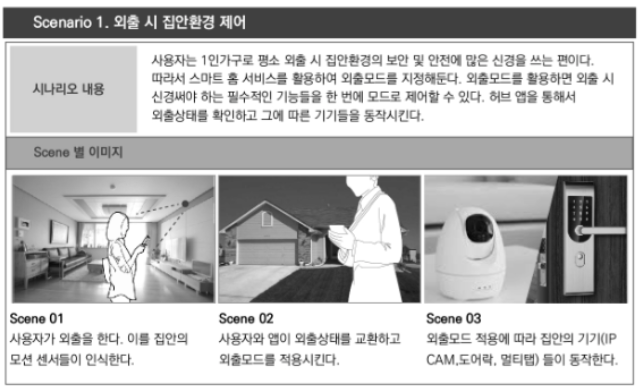 Scenario 1. 외출 시 집안환경 제어
시나리오 내용
사용자는 1인가구로 평소 외출 시 집안환경의 보안 및 안전에 많은 신경을 쓰는 편이다.
따라서 스마트 홈 서비스를 활용하여 외출모드를 지정해둔다. 외출모드를 활용하면 외출 시
신경써야 하는 필수적인 기능들을 한 번에 모드로 제어할 수 있다. 허브 앱을 통해서
외출상태를 확인하고 그에 따른 기기들을 동작시킨다.
Scene 별 이미지
Scene 01
사용자가 외출을 한다. 이를 집안의
모션 센서들이 인식한다.
Scene 02
사용자와 앱이 외출상태를 교환하고
외출모드를 적용시킨다.
Scene 03
외출모드 적용에 따라 집안의 기기(IP
CAM,도어락, 멀티탭) 들이 동작한다.